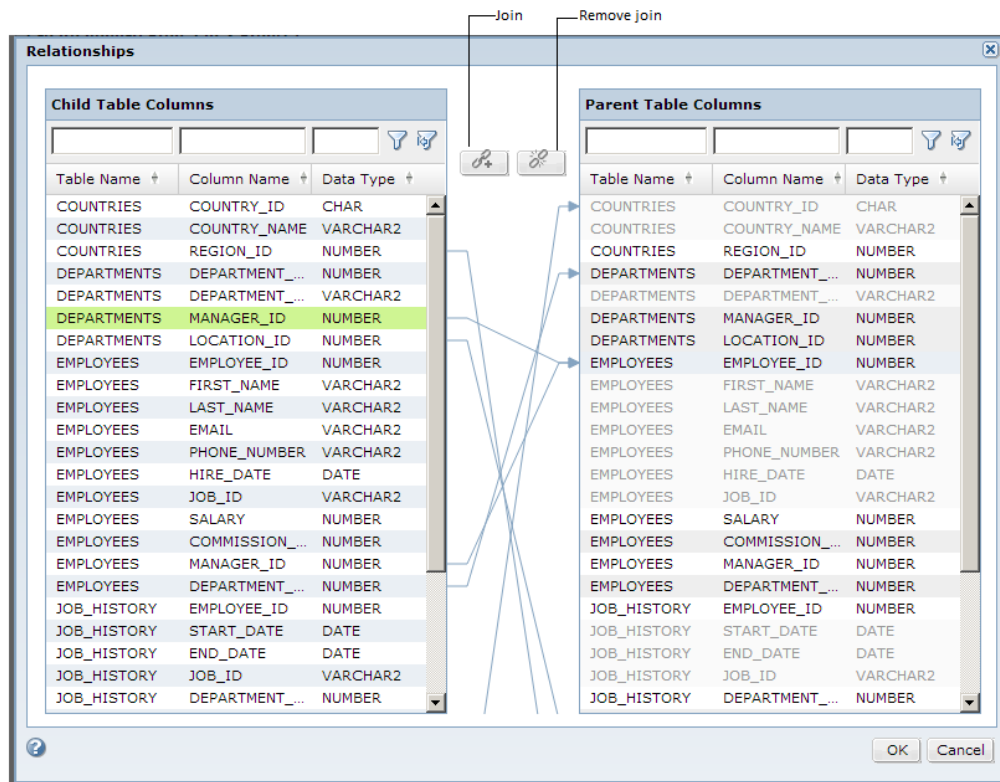 Join
Remove join
Relationships
Child Table Columns
Table Name Column Name Data Type
COUNTRIES COUNTRY_ID CHAR
COUNTRIES COUNTRY_NAME VARCHAR2
COUNTRIES REGION_ID NUMBER
DEPARTMENTS DEPARTMENT_... NUMBER
DEPARTMENTS DEPARTMENT_... VARCHAR2
DEPARTMENTS MANAGER_ID NUMBER
DEPARTMENTS LOCATION_ID NUMBER
EMPLOYEES EMPLOYEE_ID NUMBER
EMPLOYEES FIRST_NAME VARCHAR2
EMPLOYEES LAST_NAME VARCHAR2
EMPLOYEES EMAIL VARCHAR2
EMPLOYEES PHONE_NUMBER VARCHAR2
EMPLOYEES HIRE_DATE DATE
EMPLOYEES JOB_ID VARCHAR2
EMPLOYEES SALARY NUMBER
EMPLOYEES COMMISSION_... NUMBER
EMPLOYEES MANAGER_ID NUMBER
EMPLOYEES DEPARTMENT_... NUMBER
JOB_HISTORY EMPLOYEE_ID NUMBER
JOB_HISTORY START_DATE DATE
JOB_HISTORY END_DATE DATE
JOB_HISTORY JOB_ID VARCHAR2
JOB_HISTORY DEPARTMENT_... NUMBER
Parent Table Columns
Table Name Column Name Data Type
COUNTRIES COUNTRY_ID CHAR
COUNTRIES COUNTRY_NAME VARCHAR2
COUNTRIES REGION_ID NUMBER
DEPARTMENTS DEPARTMENT_... NUMBER
DEPARTMENTS DEPARTMENT_... VARCHAR2
DEPARTMENTS MANAGER_ID NUMBER
DEPARTMENTS LOCATION_ID NUMBER
EMPLOYEES EMPLOYEE_ID NUMBER
EMPLOYEES FIRST_NAME VARCHAR2
EMPLOYEES LAST_NAME VARCHAR2
EMPLOYEES EMAIL VARCHAR2
EMPLOYEES PHONE_NUMBER VARCHAR2
EMPLOYEES HIRE_DATE DATE
EMPLOYEES JOB_ID VARCHAR2
EMPLOYEES SALARY NUMBER
EMPLOYEES COMMISSION_... NUMBER
EMPLOYEES MANAGER_ID NUMBER
EMPLOYEES DEPARTMENT_... NUMBER
JOB_HISTORY EMPLOYEE_ID NUMBER
JOB_HISTORY START_DATE DATE
JOB_HISTORY END_DATE DATE
JOB_HISTORY JOB_ID VARCHAR2
JOB_HISTORY DEPARTMENT_... NUMBER
OK Cancel